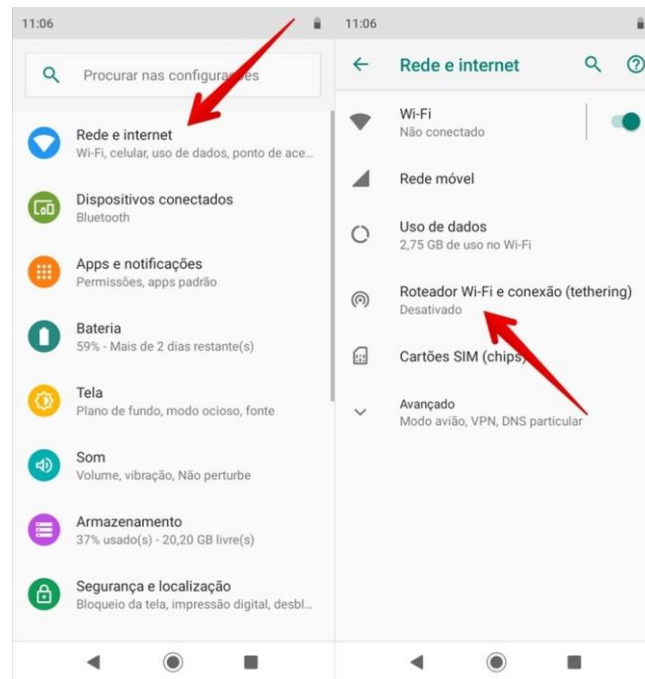 11:06
Procurar nas configurações
Rede e internet
Wi-Fi, celular, uso de dados, ponto de ace...
Dispositivos conectados
Bluetooth
Apps e notificações
Permissões, apps padrão
Bateria
59% - Mais de 2 dias restante(s)
Tela
Plano de fundo, modo ocioso, fonte
Som
Volume, vibração, Não perturbe
Armazenamento
37% usado(s) - 20,20 GB livre(s)
Segurança e localização
Bloqueio da tela, impressão digital, desbl...
11:06
Rede e internet
Wi-Fi
Não conectado
Rede móvel
Uso de dados
2,75 GB de uso no Wi-Fi
Roteador Wi-Fi e conexão (tethering)
Desativado
Cartões SIM (chips)
Avançado
Modo avião, VPN, DNS particular